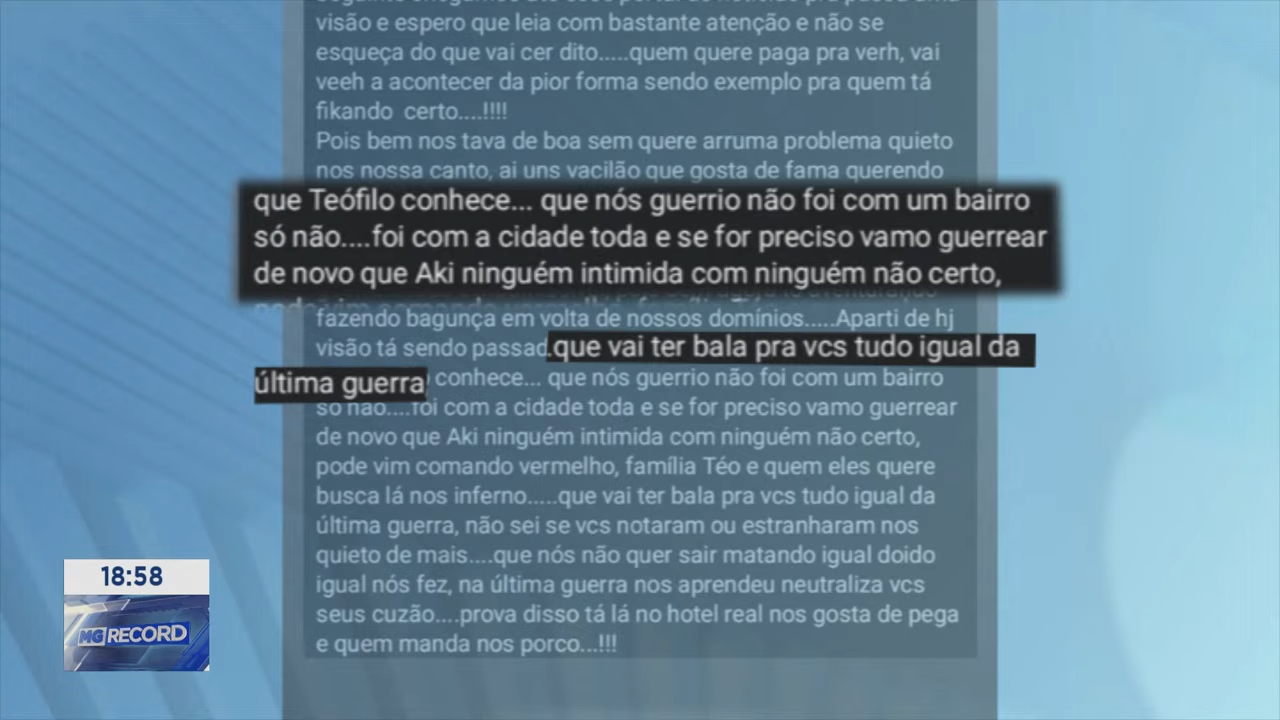 visão e espero que leia com bastante atenção e não se
esqueça do que vai cer dito.....quem quere paga pra verh, vai
veeh a acontecer da pior forma sendo exemplo pra quem tá
fikando certo....!!!!
Pois bem nos tava de boa sem quere arruma problema quieto
nos nossa canto, ai uns vacilão que gosta de fama querendo
que Teófilo conhece... que nós guerrio não foi com um bairro
só não....foi com a cidade toda e se for preciso vamo guerrear
de novo que Aki ninguém intimida com ninguém não certo,
fazendo bagunça em volta de nossos domínios.....Aparti de hj
visão tá sendo passad
.que vai ter bala pra vcs tudo igual da
última guerra
conhece... que nós guerrio não foi com um bairro
só não....foi com a cidade toda e se for preciso vamo guerrear
de novo que Aki ninguém intimida com ninguém não certo,
pode vim comando vermelho, família Téo e quem eles quere
busca lá nos inferno.....que vai ter bala pra vcs tudo igual da
última guerra, não sei se vcs notaram ou estranharam nos
quieto de mais....que nós não quer sair matando igual doido
igual nós fez, na última guerra nos aprendeu neutraliza vcs
seus cuzão....prova disso tá lá no hotel real nos gosta de pega
e quem manda nos porco...!!!
18:58
MG RECORD